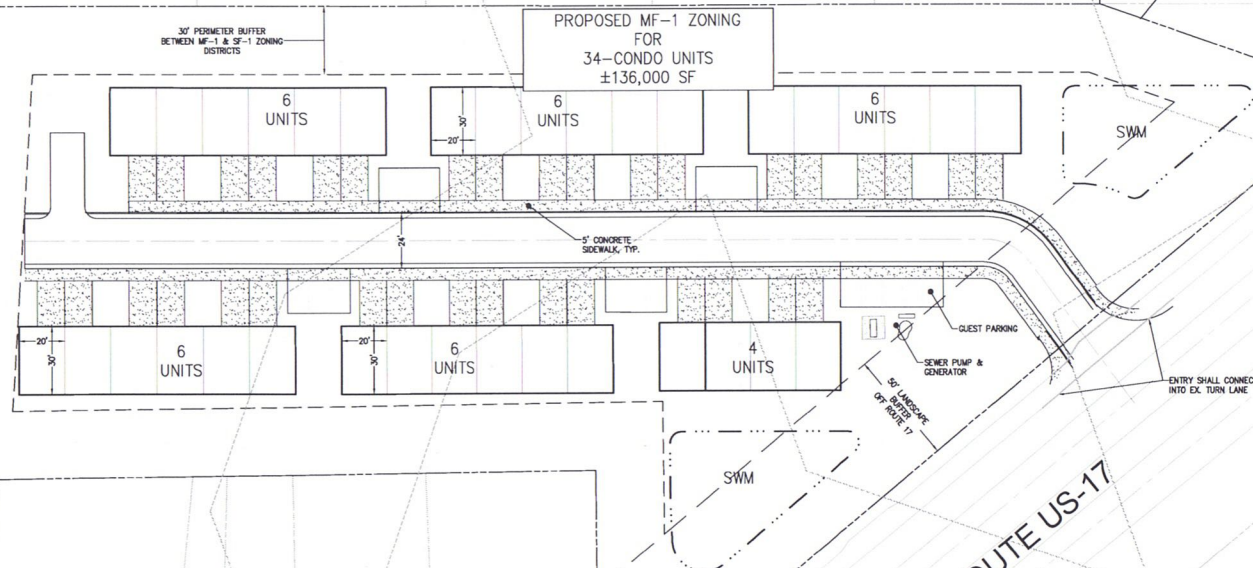 PROPOSED MF-1 ZONING
FOR
34-CONDO UNITS
±136,000 SF
30' PERIMETER BUFFER
BETWEEN MF-1 & SF-1 ZONING
DISTRICTS
6
UNITS
6
UNITS
30'
20'
6
UNITS
SWM
24'
5' CONCRETE
SIDEWALK, TYP.
20'
30'
6
UNITS
20'
30'
6
UNITS
4
UNITS
GUEST PARKING
SEWER PUMP &
GENERATOR
50' LANDSCAPE
BUFFER
OFF ROUTE 17
ENTRY SHALL CONNEC
INTO EX. TURN LANE
SWM
OUTE US-17